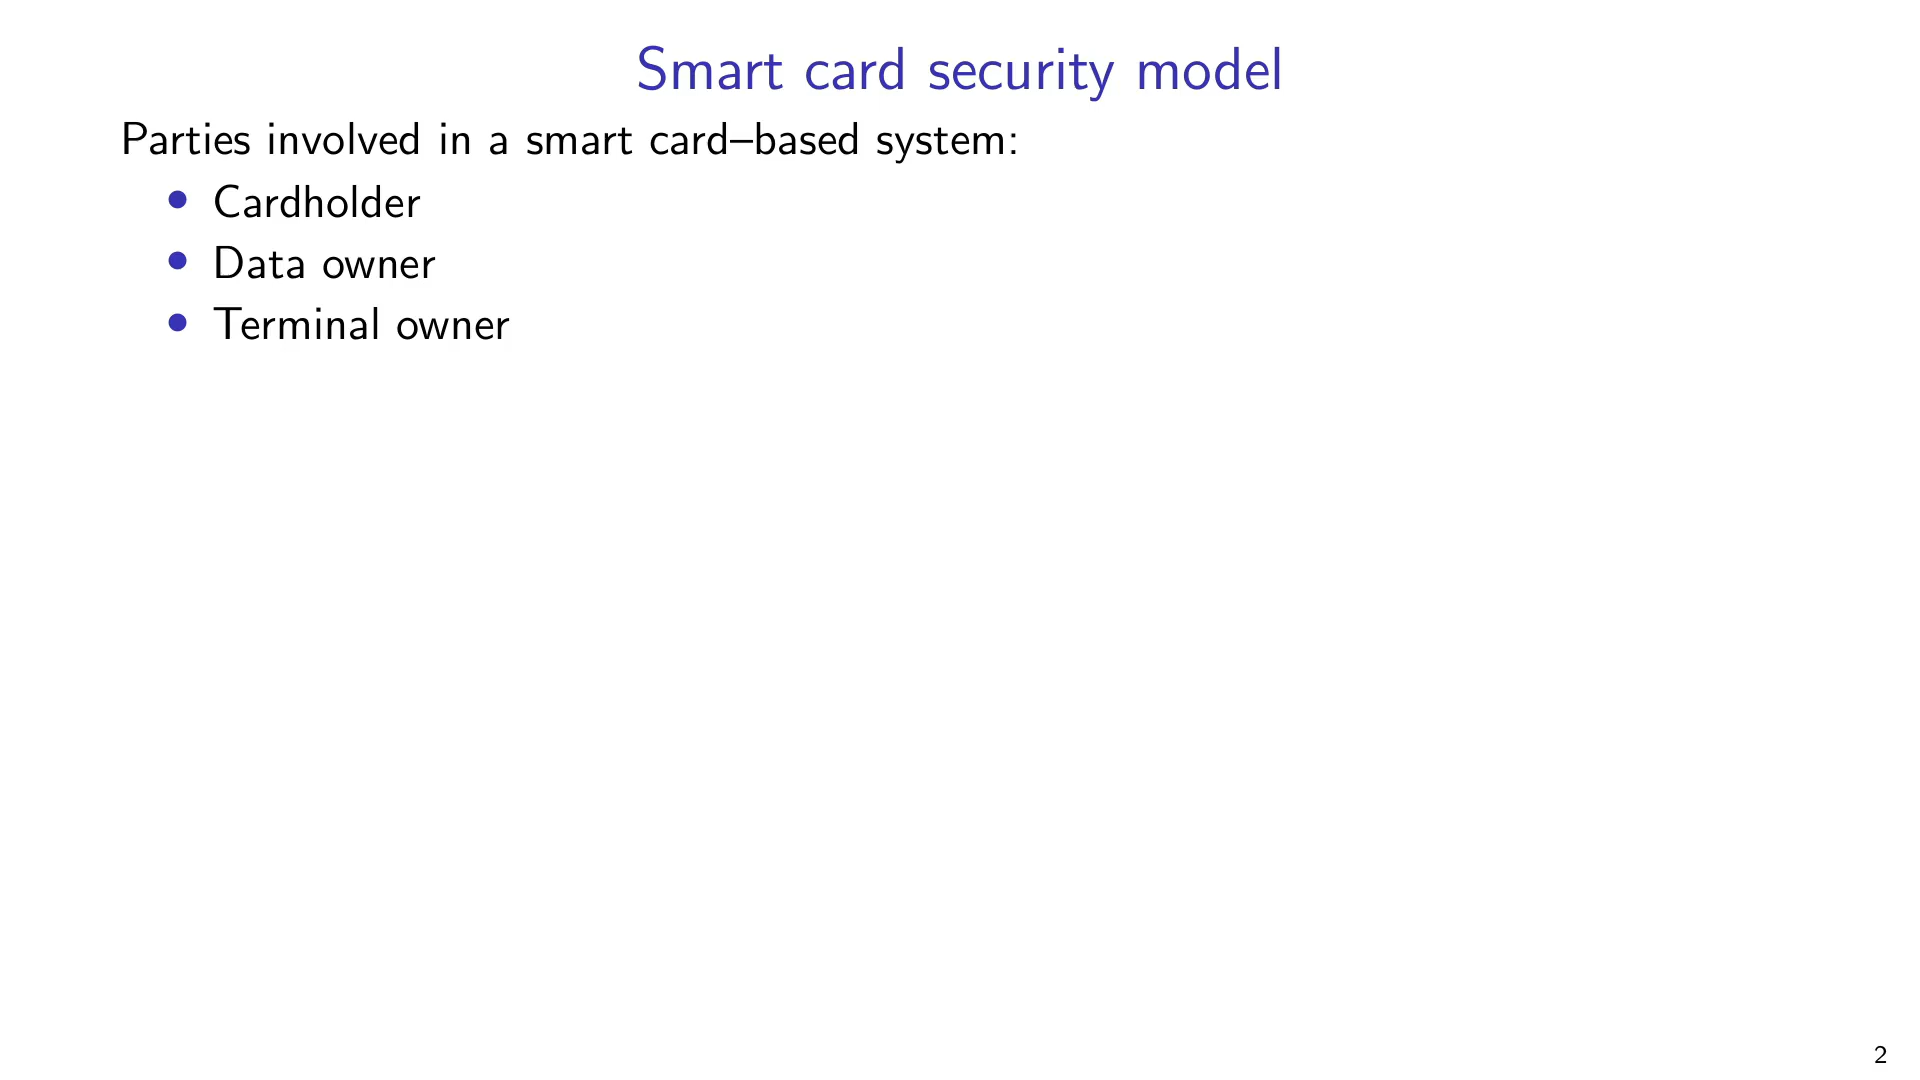 Smart card security model
Parties involved in a smart card–based system:
• Cardholder
• Data owner
• Terminal owner
2